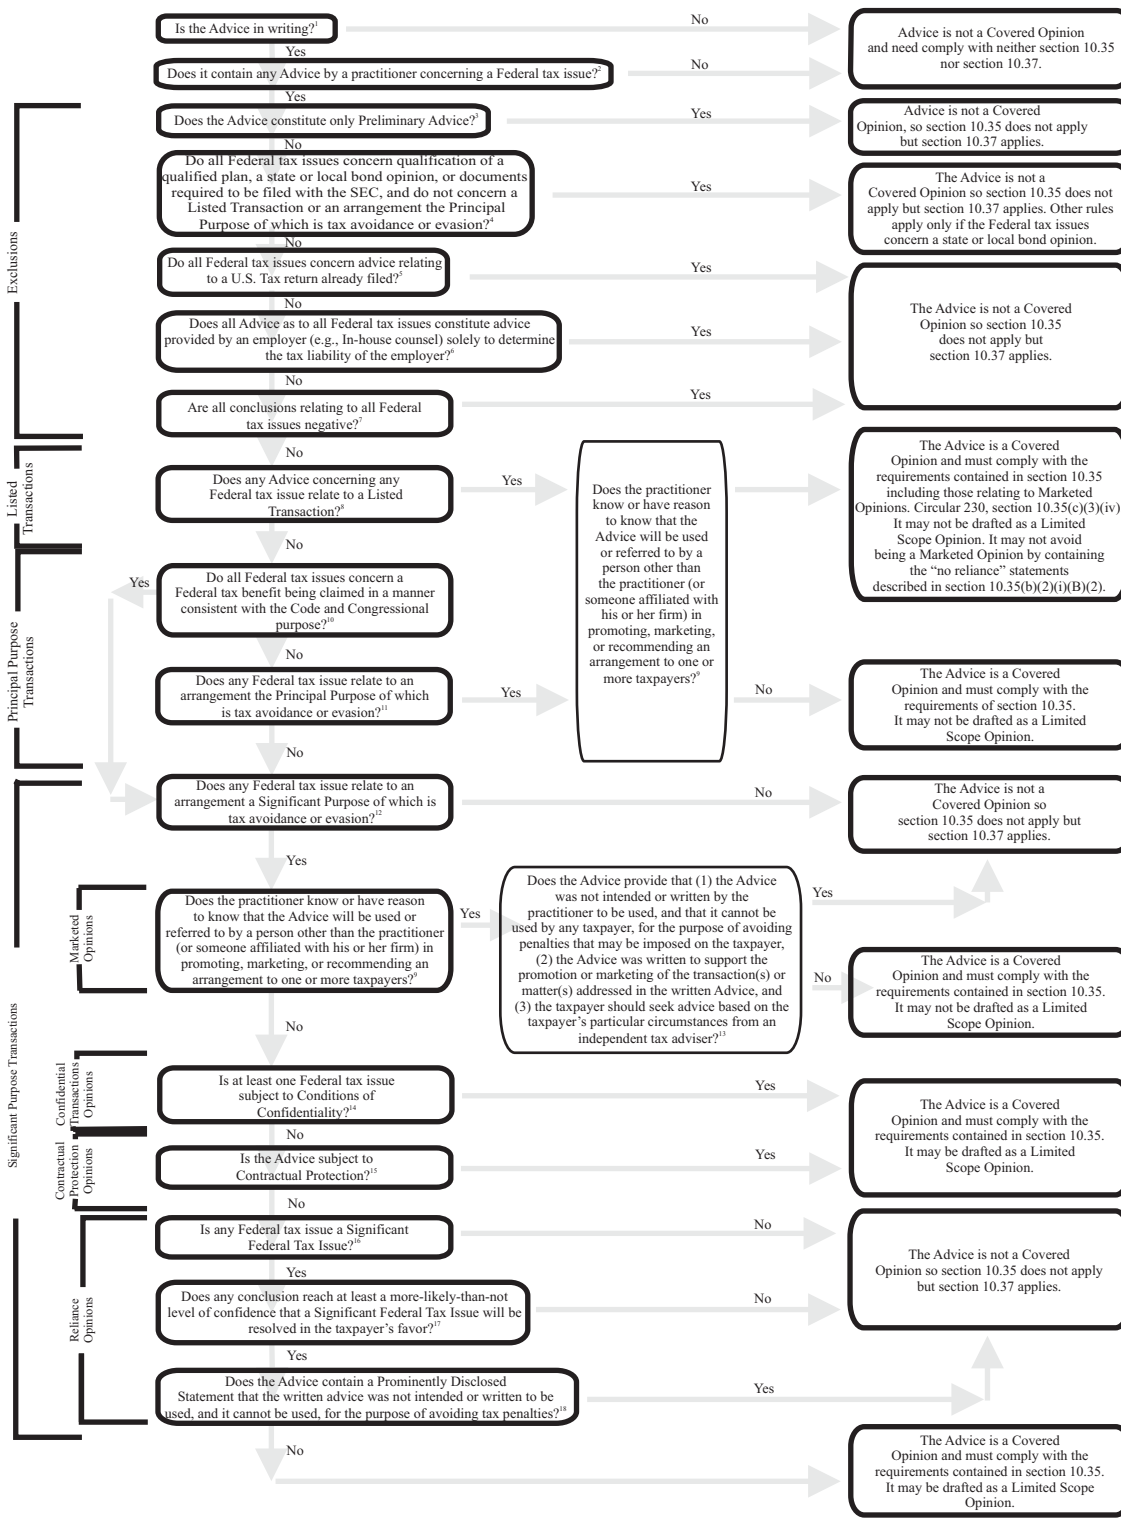 Is the Advice in writing?1
No
Advice is not a Covered Opinion
and need comply with neither section 10.35
nor section 10.37.
Yes
Does it contain any Advice by a practitioner concerning a Federal tax issue?2
No
Yes
Exclusions
Does the Advice constitute only Preliminary Advice?3
Yes
Advice is not a Covered
Opinion, so section 10.35 does not apply
but section 10.37 applies.
No
Do all Federal tax issues concern qualification of a
qualified plan, a state or local bond opinion, or documents
required to be filed with the SEC, and do not concern a
Listed Transaction or an arrangement the Principal
Purpose of which is tax avoidance or evasion?4
Yes
The Advice is not a
Covered Opinion so section 10.35 does not
apply but section 10.37 applies. Other rules
apply only if the Federal tax issues
concern a state or local bond opinion.
No
Do all Federal tax issues concern advice relating
to a U.S. Tax return already filed?5
Yes
The Advice is not a Covered
Opinion so section 10.35
does not apply but
section 10.37 applies.
No
Does all Advice as to all Federal tax issues constitute advice
provided by an employer (e.g., In-house counsel) solely to determine
the tax liability of the employer?6
Yes
No
Are all conclusions relating to all Federal
tax issues negative?7
Yes
No
Listed
Transactions
Does any Advice concerning any
Federal tax issue relate to a Listed
Transaction?8
Yes
Does the practitioner
know or have reason
to know that the
Advice will be used
or referred to by a
person other than
the practitioner (or
someone affiliated with
his or her firm) in
promoting, marketing,
or recommending an
arrangement to one or
more taxpayers?9
The Advice is a Covered
Opinion and must comply with the
requirements contained in section 10.35
including those relating to Marketed
Opinions. Circular 230, section 10.35(c)(3)(iv)
It may not be drafted as a Limited
Scope Opinion. It may not avoid
being a Marketed Opinion by containing
the “no reliance” statements
described in section 10.35(b)(2)(i)(B)(2).
No
Principal Purpose
Transactions
Yes
Do all Federal tax issues concern a
Federal tax benefit being claimed in a manner
consistent with the Code and Congressional
purpose?10
No
Does any Federal tax issue relate to an
arrangement the Principal Purpose of which
is tax avoidance or evasion?11
Yes
No
The Advice is a Covered
Opinion and must comply with the
requirements of section 10.35.
It may not be drafted as a Limited
Scope Opinion.
No
Significant Purpose Transactions
Does any Federal tax issue relate to an
arrangement a Significant Purpose of which is
tax avoidance or evasion?12
No
The Advice is not a
Covered Opinion so
section 10.35 does not apply but
section 10.37 applies.
Yes
Marketed
Opinions
Does the practitioner know or have reason
to know that the Advice will be used or
referred to by a person other than the practitioner
(or someone affiliated with his or her firm) in
promoting, marketing, or recommending an
arrangement to one or more taxpayers?9
Yes
Does the Advice provide that (1) the Advice
was not intended or written by the
practitioner to be used, and that it cannot be
used by any taxpayer, for the purpose of avoiding
penalties that may be imposed on the taxpayer,
(2) the Advice was written to support the
promotion or marketing of the transaction(s) or
matter(s) addressed in the written Advice, and
(3) the taxpayer should seek advice based on the
taxpayer’s particular circumstances from an
independent tax adviser?13
Yes
No
The Advice is a Covered
Opinion and must comply with the
requirements contained in section 10.35.
It may not be drafted as a Limited
Scope Opinion.
No
Confidential
Transactions
Opinions
Is at least one Federal tax issue
subject to Conditions of
Confidentiality?14
Yes
The Advice is a Covered
Opinion and must comply with the
requirements contained in section 10.35.
It may be drafted as a Limited
Scope Opinion.
No
Contractual
Protection
Opinions
Is the Advice subject to
Contractual Protection?15
Yes
No
Reliance
Opinions
Is any Federal tax issue a Significant
Federal Tax Issue?16
No
The Advice is not a Covered
Opinion so section 10.35 does not apply
but section 10.37 applies.
Yes
Does any conclusion reach at least a more-likely-than-not
level of confidence that a Significant Federal Tax Issue will be
resolved in the taxpayer’s favor?17
No
Yes
Does the Advice contain a Prominently Disclosed
Statement that the written advice was not intended or written to be
used, and it cannot be used, for the purpose of avoiding tax penalties?18
Yes
No
The Advice is a Covered
Opinion and must comply with the
requirements contained in section 10.35.
It may be drafted as a Limited Scope
Opinion.